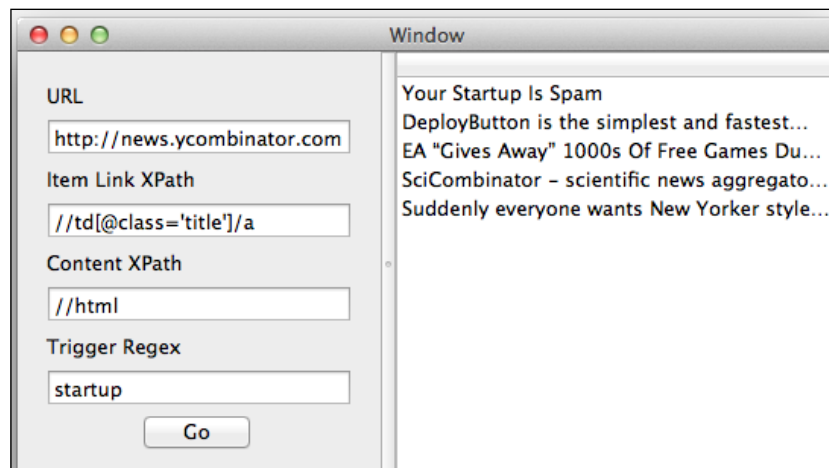 Window
URL
http://news.ycombinator.com
Item Link XPath
//td[@class='title']/a
Content XPath
//html
Trigger Regex
startup
Go
Your Startup Is Spam
DeployButton is the simplest and fastest...
EA “Gives Away” 1000s Of Free Games Du...
SciCombinator – scientific news aggregato...
Suddenly everyone wants New Yorker style...